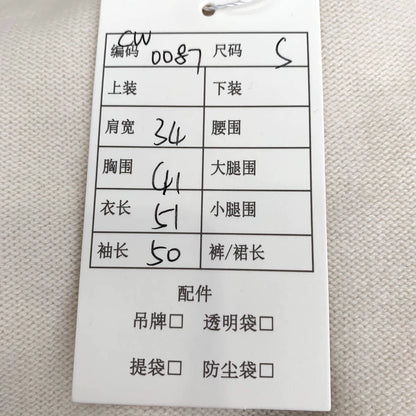 编码 CW 0087 尺码 S
上装 下装
肩宽 34 腰围
胸围 41 大腿围
衣长 51 小腿围
袖长 50 裤/裙长
配件
吊牌□ 透明袋□
提袋□ 防尘袋□